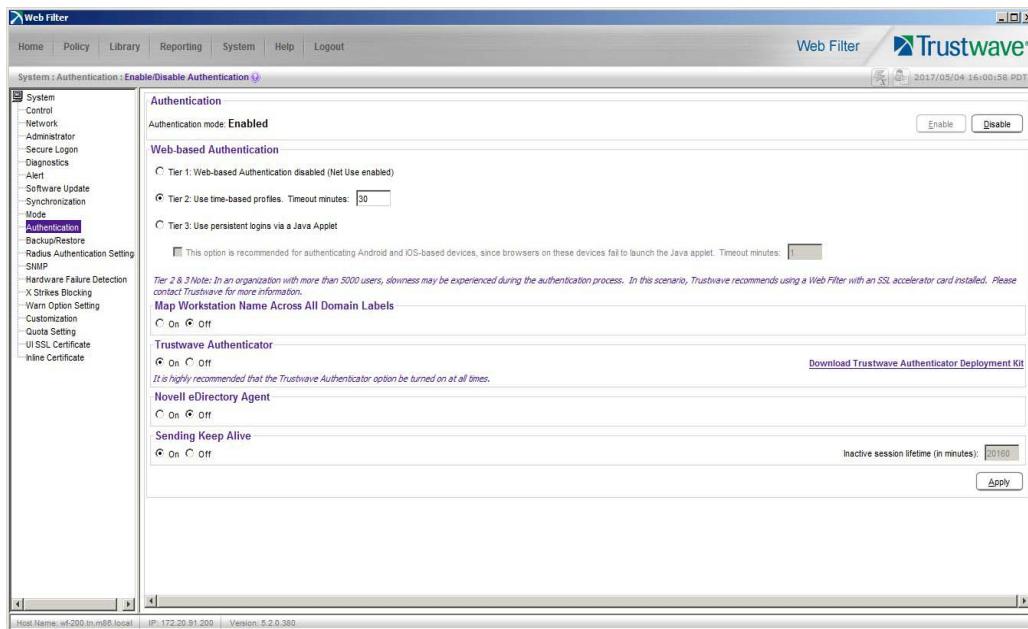 Web Filter
Home Policy Library Reporting System Help Logout
Web Filter
Trustwave
System : Authentication : Enable/Disable Authentication
2017/05/04 16:00:58 PDT
System
Control
Network
Administrator
Secure Logon
Diagnostics
Alert
Software Update
Synchronization
Mode
Authentication
Backup/Restore
Radius Authentication Setting
SNMP
Hardware Failure Detection
X Strikes Blocking
Warn Option Setting
Customization
Quota Setting
UI SSL Certificate
Inline Certificate
Authentication
Authentication mode: Enabled
Enable
Disable
Web-based Authentication
Tier 1: Web-based Authentication disabled (Net Use enabled)
Tier 2: Use time-based profiles. Timeout minutes: 30
Tier 3: Use persistent logins via a Java Applet
This option is recommended for authenticating Android and iOS-based devices, since browsers on these devices fail to launch the Java applet. Timeout minutes: 1
Tier 2 & 3 Note: In an organization with more than 5000 users, slowness may be experienced during the authentication process. In this scenario, Trustwave recommends using a Web Filter with an SSL accelerator card installed. Please
contact Trustwave for more information.
Map Workstation Name Across All Domain Labels
On Off
Trustwave Authenticator
On Off
Download Trustwave Authenticator Deployment Kit
It is highly recommended that the Trustwave Authenticator option be turned on at all times.
Novell eDirectory Agent
On Off
Sending Keep Alive
On Off
Inactive session lifetime (in minutes): 20160
Apply
Host Name: wf-200.tn.m86.local IP: 172.20.91.200 Version: 5.2.0.380